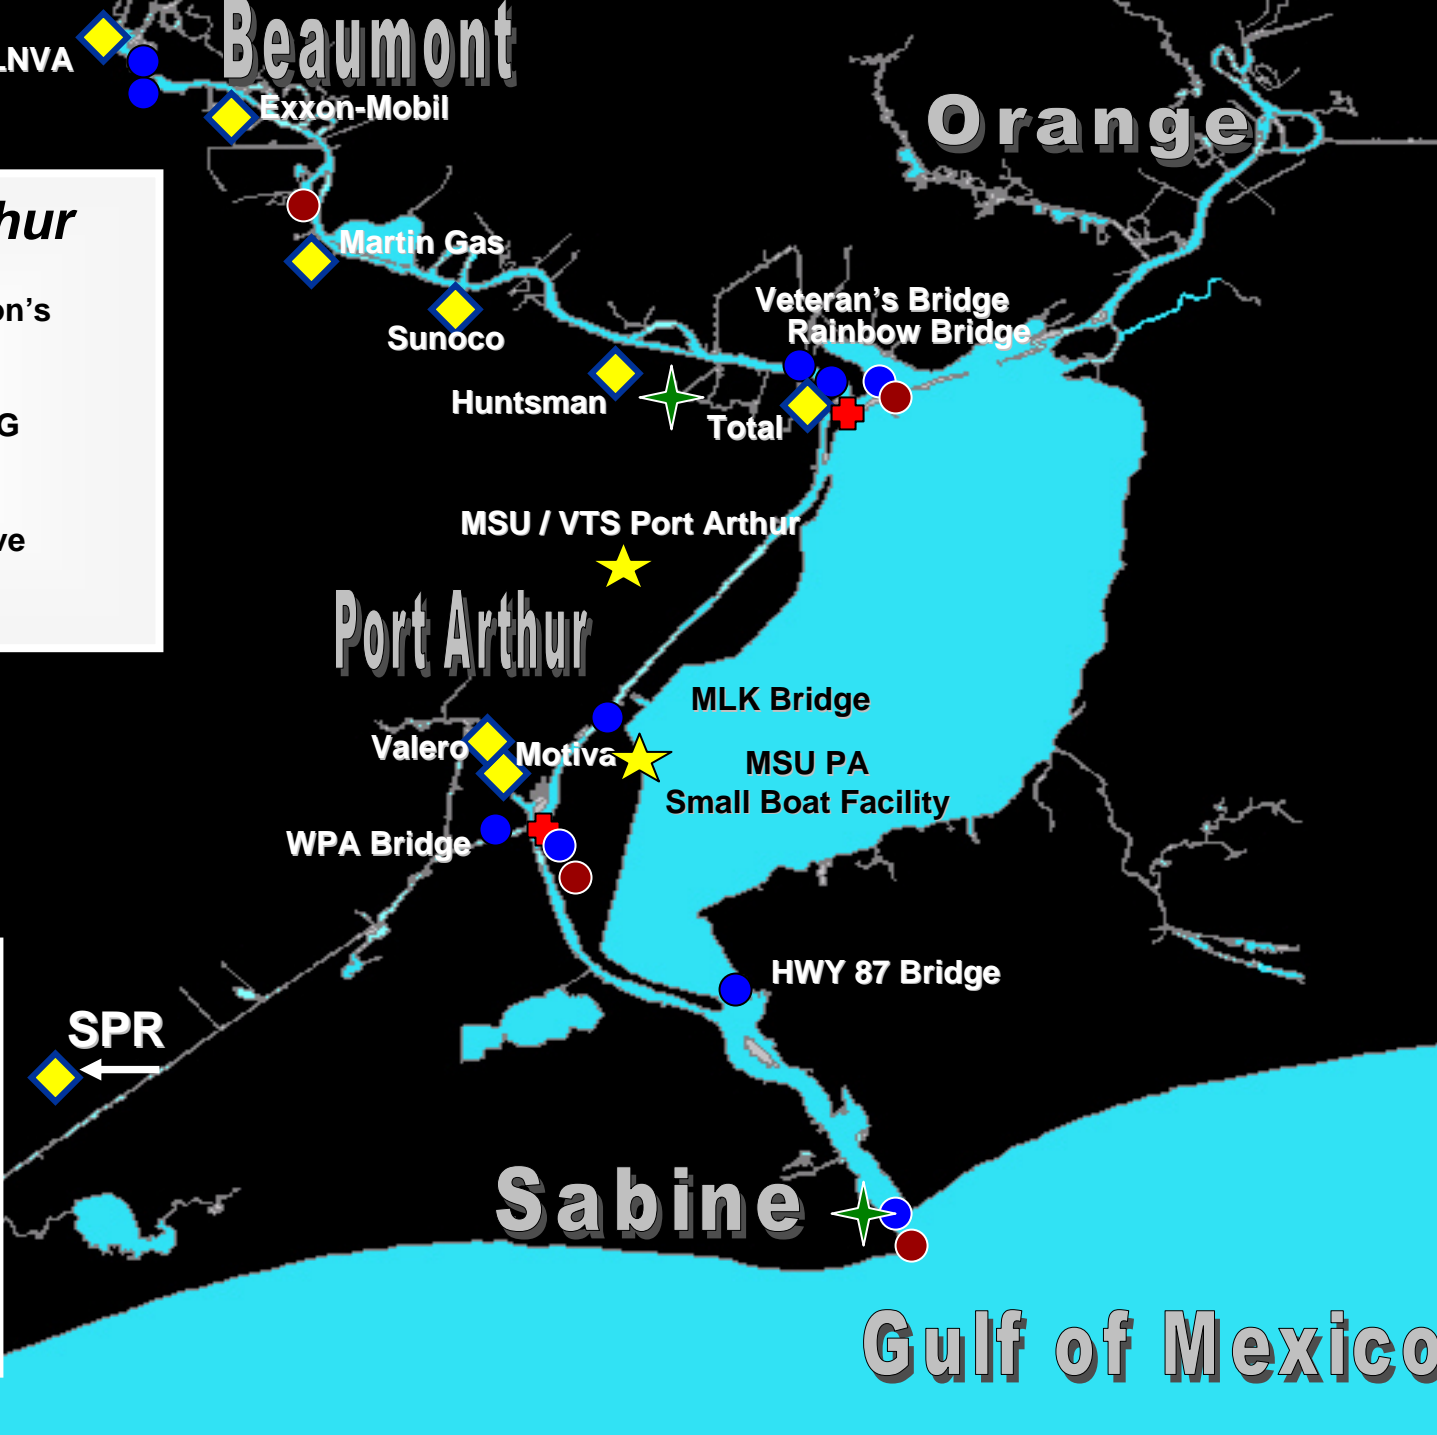 Beaumont
LNVA
Exxon-Mobil
Orange
hur
Martin Gas
on’s
Veteran’s Bridge
Rainbow Bridge
Sunoco
Huntsman
G
Total
MSU / VTS Port Arthur
ve
Port Arthur
MLK Bridge
Valero
Motiva
MSU PA
Small Boat Facility
WPA Bridge
HWY 87 Bridge
SPR
Sabine
Gulf of Mexico